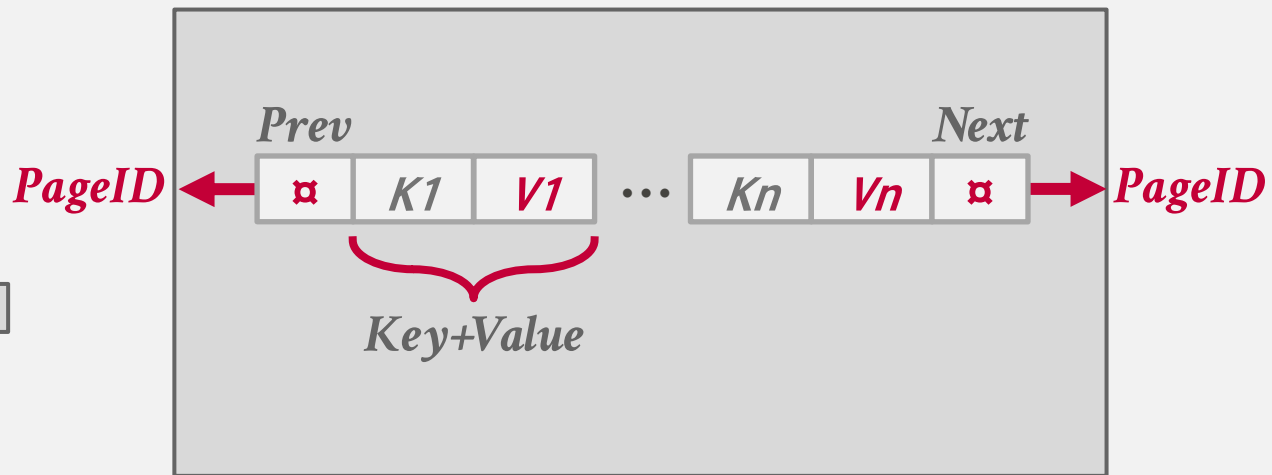 Prev Next
PageID ¤ K1 V1 ... Kn Vn ¤ PageID
Key+Value